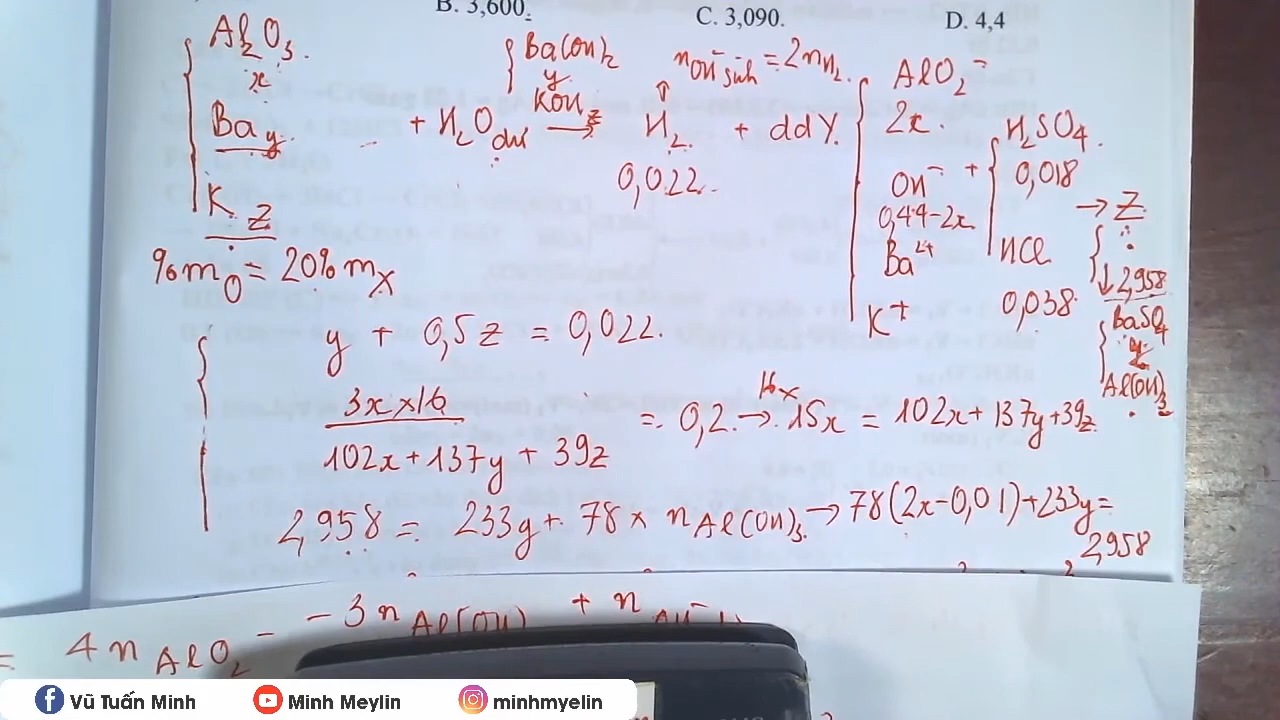 B. 3,600. C. 3,090. D. 4,4
Al2O3.
x
Ba y.
K z
+ H2O dư
Ba(OH)2
y
KOH z
→
nOH⁻ sinh = 2nH2.
↑
H2.
0,022.
+ ddY.
AlO2⁻
2x.
OH⁻
0,44-2x
Ba²⁺
K⁺
+
H2SO4.
0,018
HCl
0,038
→ Z
↓ 2,958
BaSO4
y
Al(OH)3
%mO = 20% mX
y + 0,5z = 0,022.
3x×16 / 102x+137y+39z = 0,2. → 15x = 102x+137y+39z
16x
2,958 = 233y + 78 × nAl(OH)3 → 78(2x-0,01)+233y=
2,958
= 4nAlO2⁻ - 3nAl(OH) + n
Vũ Tuấn Minh Minh Meylin minhmyelin